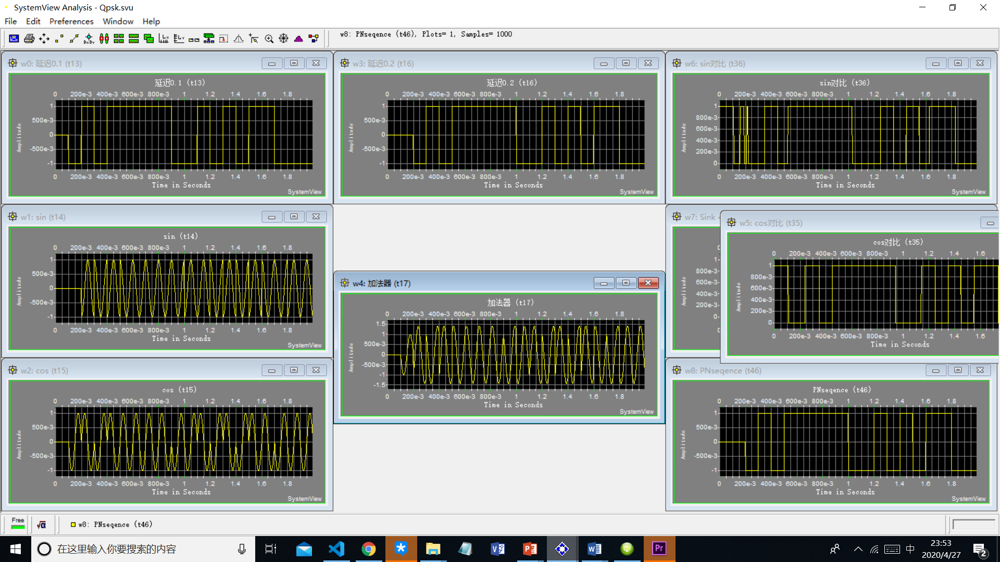 SystemView Analysis - Qpsk.svu
File Edit Preferences Window Help
w8: PNseqence (t46), Plots= 1, Samples= 1000
w0: 延迟0.1 (t13)
延迟0.1 (t13)
0 200e-3 400e-3 600e-3 800e-3 1 1.2 1.4 1.6 1.8
1
500e-3
0
-500e-3
-1
Amplitude
0 200e-3 400e-3 600e-3 800e-3 1 1.2 1.4 1.6 1.8
Time in Seconds
SystemView
w3: 延迟0.2 (t16)
延迟0.2 (t16)
0 200e-3 400e-3 600e-3 800e-3 1 1.2 1.4 1.6 1.8
1
500e-3
0
-500e-3
-1
Amplitude
0 200e-3 400e-3 600e-3 800e-3 1 1.2 1.4 1.6 1.8
Time in Seconds
SystemView
w6: sin对比 (t36)
sin对比 (t36)
0 200e-3 400e-3 600e-3 800e-3 1 1.2 1.4 1.6 1.8
1
800e-3
600e-3
400e-3
200e-3
0
Amplitude
0 200e-3 400e-3 600e-3 800e-3 1 1.2 1.4 1.6 1.8
Time in Seconds
SystemView
w1: sin (t14)
sin (t14)
0 200e-3 400e-3 600e-3 800e-3 1 1.2 1.4 1.6 1.8
1
500e-3
0
-500e-3
-1
Amplitude
0 200e-3 400e-3 600e-3 800e-3 1 1.2 1.4 1.6 1.8
Time in Seconds
SystemView
w4: 加法器 (t17)
加法器 (t17)
0 200e-3 400e-3 600e-3 800e-3 1 1.2 1.4 1.6 1.8
1.5
1
500e-3
0
-500e-3
-1
-1.5
Amplitude
0 200e-3 400e-3 600e-3 800e-3 1 1.2 1.4 1.6 1.8
Time in Seconds
SystemView
w7: Sink
1
800e-3
600e-3
400e-3
200e-3
0
Amplitude
w5: cos对比 (t35)
cos对比 (t35)
0 200e-3 400e-3 600e-3 800e-3 1 1.2 1.4 1.6
1
800e-3
600e-3
400e-3
200e-3
0
Amplitude
0 200e-3 400e-3 600e-3 800e-3 1 1.2 1.4 1.6
Time in Seconds
w2: cos (t15)
cos (t15)
0 200e-3 400e-3 600e-3 800e-3 1 1.2 1.4 1.6 1.8
1
500e-3
0
-500e-3
-1
Amplitude
0 200e-3 400e-3 600e-3 800e-3 1 1.2 1.4 1.6 1.8
Time in Seconds
SystemView
w8: PNseqence (t46)
PNseqence (t46)
0 200e-3 400e-3 600e-3 800e-3 1 1.2 1.4 1.6 1.8
1
500e-3
0
-500e-3
-1
Amplitude
0 200e-3 400e-3 600e-3 800e-3 1 1.2 1.4 1.6 1.8
Time in Seconds
SystemView
Free
√α
w8: PNseqence (t46)
在这里输入你要搜索的内容
Pr
中
23:53
2020/4/27
2